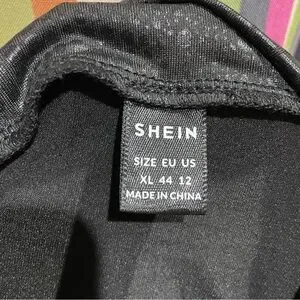 SHEIN
SIZE EU US
XL 44 12
MADE IN CHINA